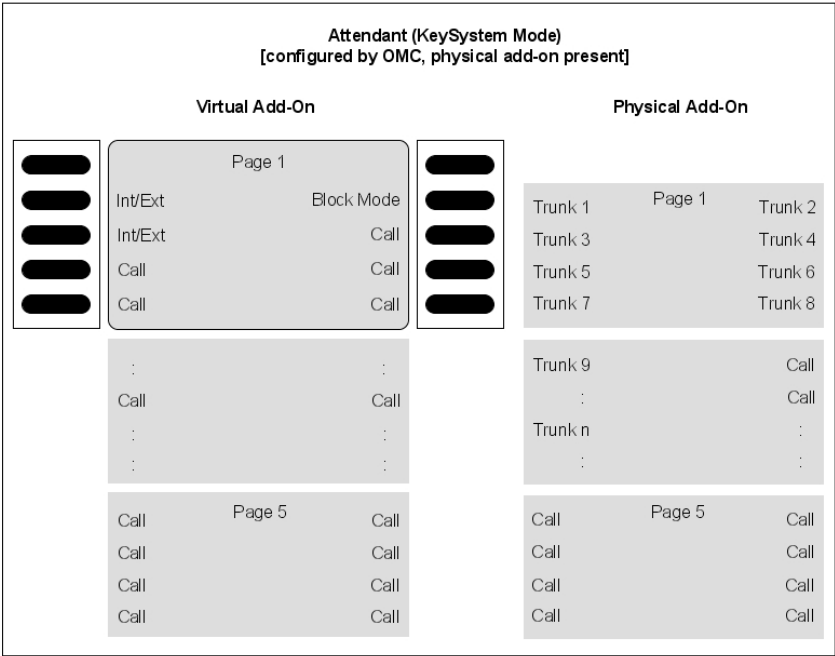 Attendant (KeySystem Mode)
[configured by OMC, physical add-on present]
Virtual Add-On
Page 1
Int/Ext Block Mode
Int/Ext Call
Call Call
Call Call
: :
Call Call
: :
: :
Page 5
Call Call
Call Call
Call Call
Call Call
Physical Add-On
Page 1
Trunk 1 Trunk 2
Trunk 3 Trunk 4
Trunk 5 Trunk 6
Trunk 7 Trunk 8
Trunk 9 Call
: Call
Trunk n :
: :
Page 5
Call Call
Call Call
Call Call
Call Call